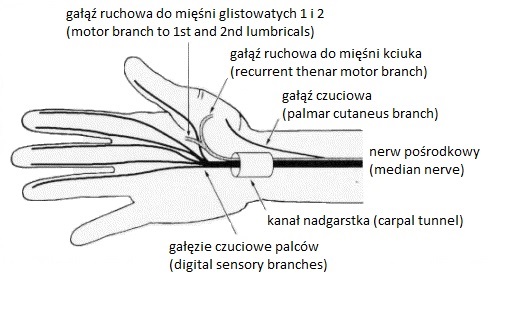 gałąź ruchowa do mięśni glistowatych 1 i 2
(motor branch to 1st and 2nd lumbricals)
gałąź ruchowa do mięśni kciuka
(recurrent thenar motor branch)
gałąź czuciowa
(palmar cutaneus branch)
nerw pośrodkowy
(median nerve)
kanał nadgarstka (carpal tunnel)
gałęzie czuciowe palców
(digital sensory branches)